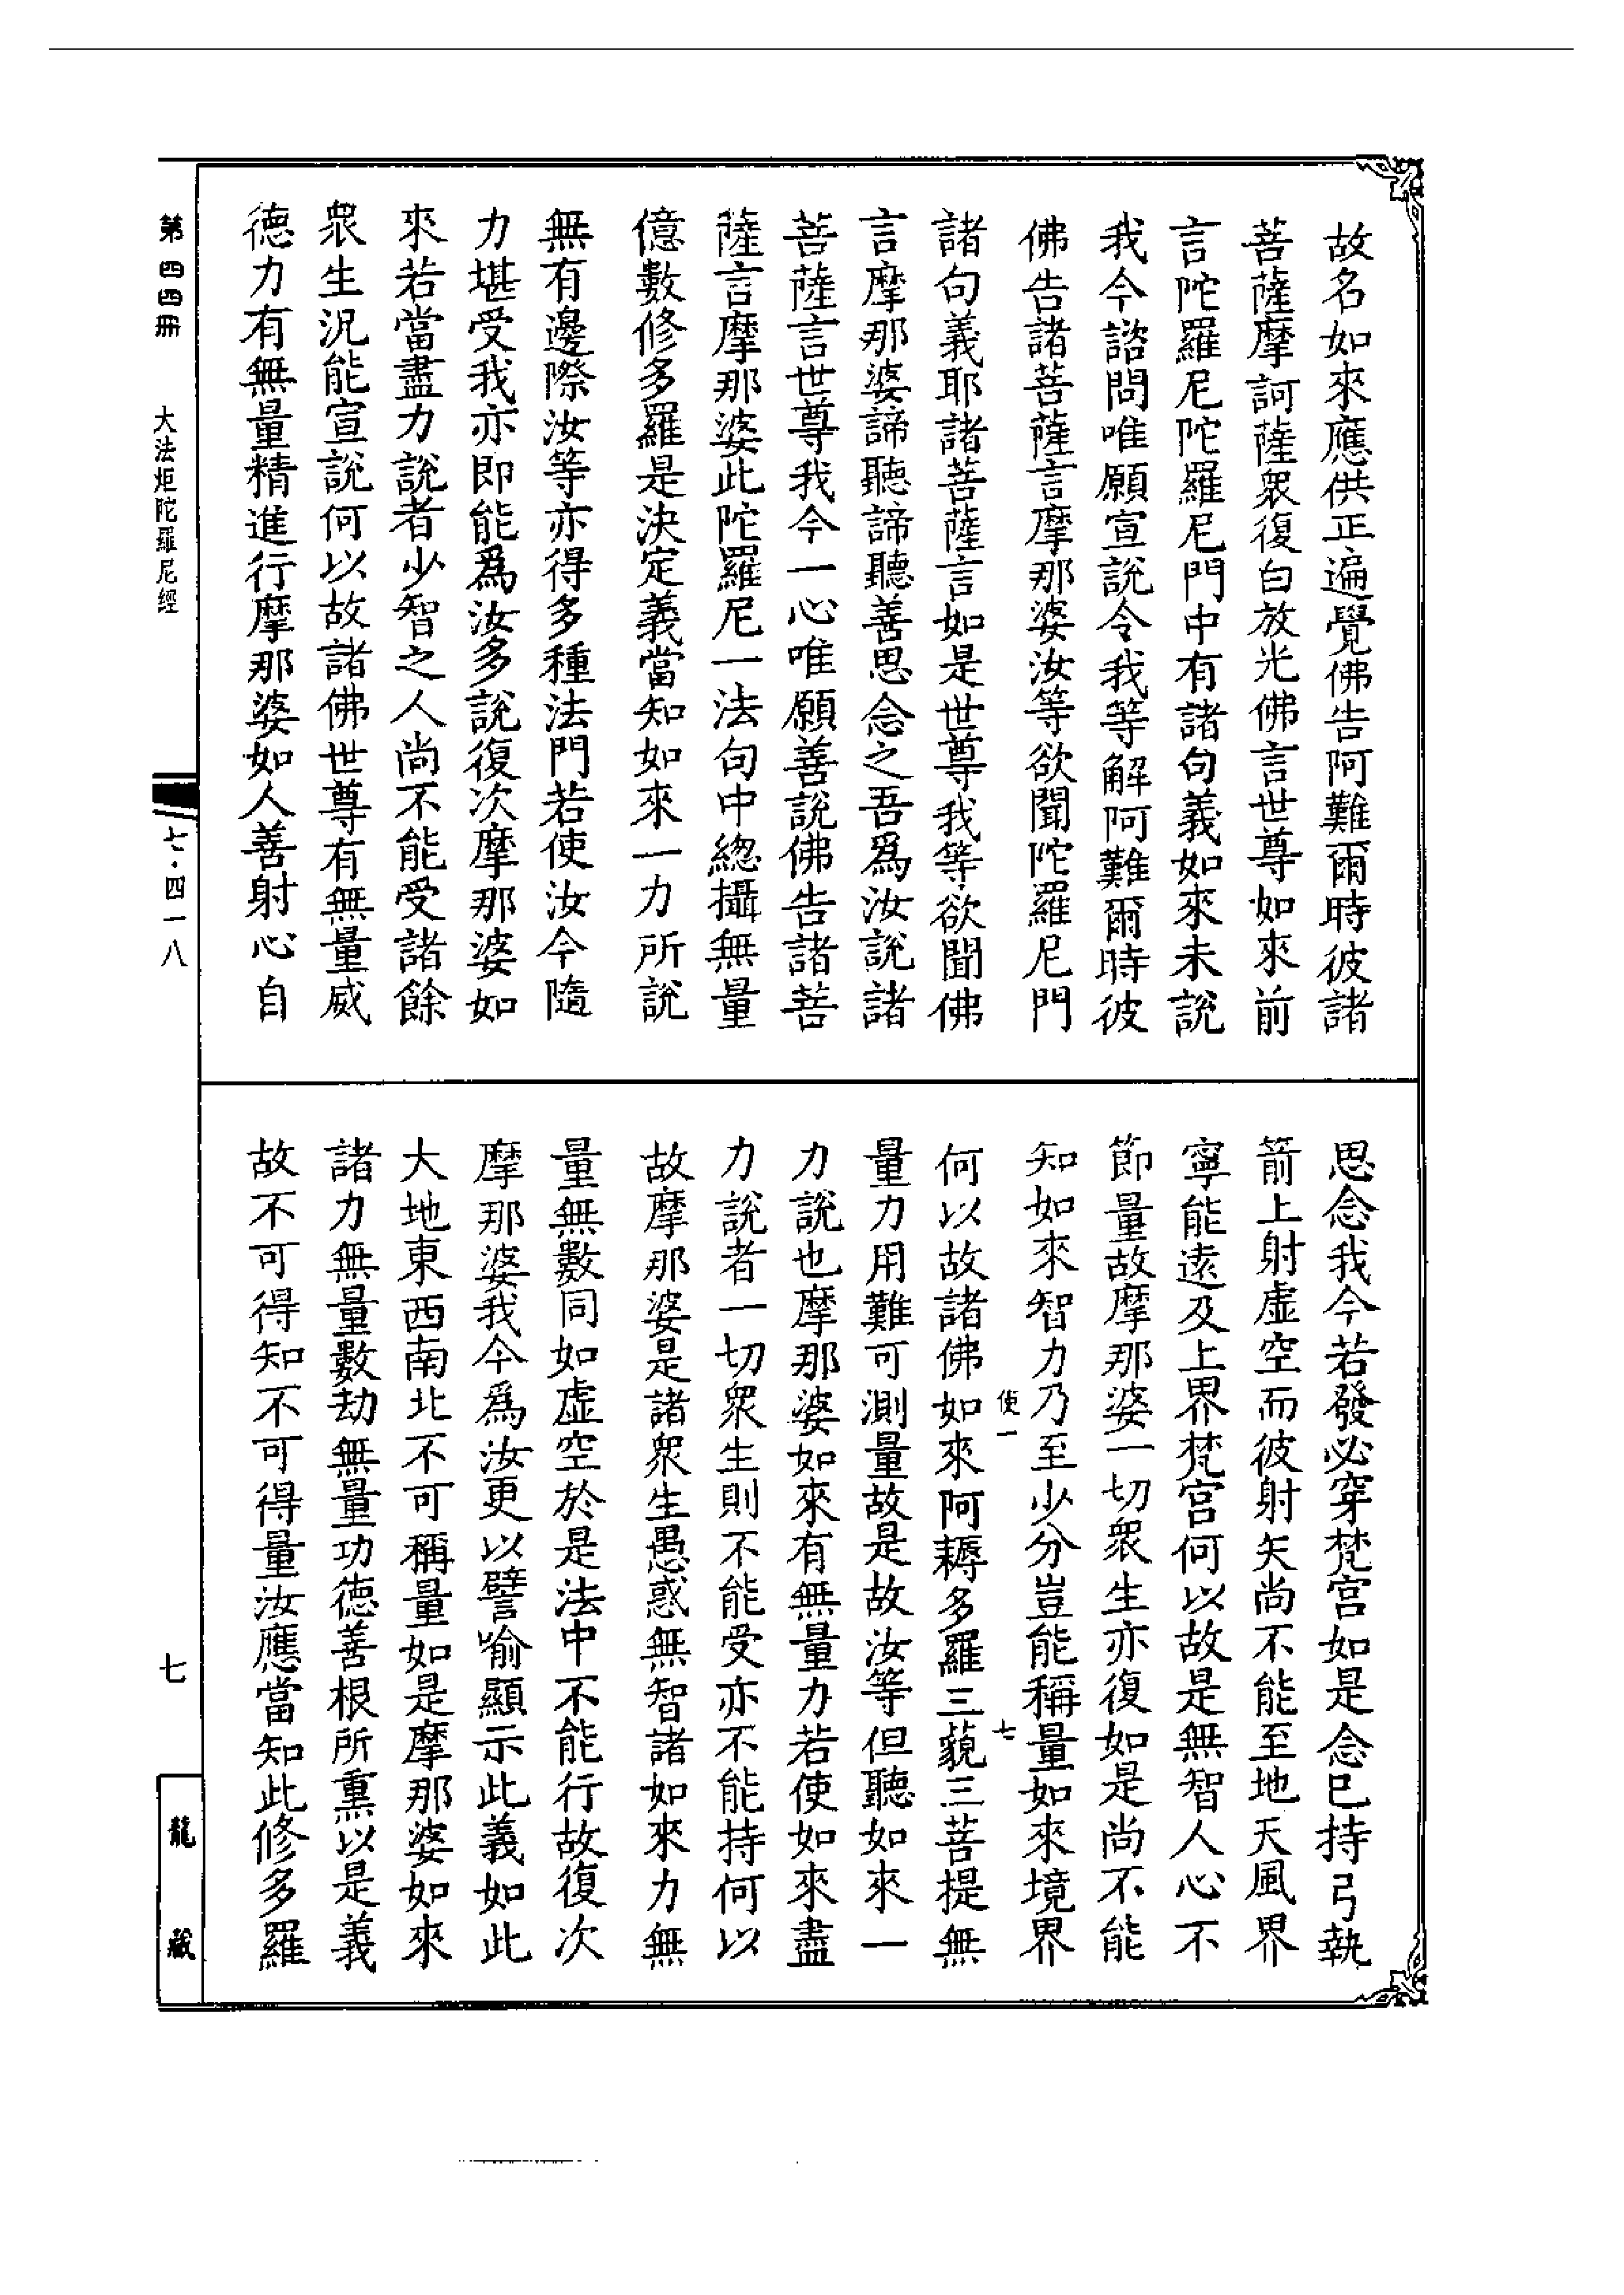 故名如來應供正遍覺佛告阿難爾時彼諸
菩薩摩訶薩衆復白放光佛言世尊如來前
言陀羅尼陀羅尼門中有諸句義如來未說
我今諮問唯願宣說令我等解阿難爾時彼
佛告諸菩薩言摩那婆汝等欲聞陀羅尼門
諸句義耶諸菩薩言如是世尊我等欲聞佛
言摩那婆諦聽諦聽善思念之吾爲汝說諸
菩薩言世尊我今一心唯願善說佛告諸菩
薩言摩那婆此陀羅尼一法句中總攝無量
億數修多羅是決定義當知如來一力所說
無有邊際汝等亦得多種法門若使汝今隨
力堪受我亦即能爲汝多說復次摩那婆如
來若當盡力說者少智之人尚不能受諸餘
衆生況能宣說何以故諸佛世尊有無量威
德力有無量精進行摩那婆如人善射心自
思念我今若發必穿梵宮如是念已持弓執
箭上射虛空而彼射矢尚不能至地天風界
寧能遠及上界梵宮何以故是無智人心不
節量故摩那婆一切衆生亦復如是尚不能
知如來智力乃至少分豈能稱量如來境界
使一
七
何以故諸佛如來阿耨多羅三藐三菩提無
量力用難可測量故是故汝等但聽如來一
力說也摩那婆如來有無量力若使如來盡
力說者一切衆生則不能受亦不能持何以
故摩那婆是諸衆生愚惑無智諸如來力無
量無數同如虛空於是法中不能行故復次
摩那婆我今爲汝更以譬喻顯示此義如此
大地東西南北不可稱量如是摩那婆如來
諸力無量數劫無量功德善根所熏以是義
故不可得知不可得量汝應當知此修多羅
第四四冊
大法炬陀羅尼經
七·四一八
七
龍藏